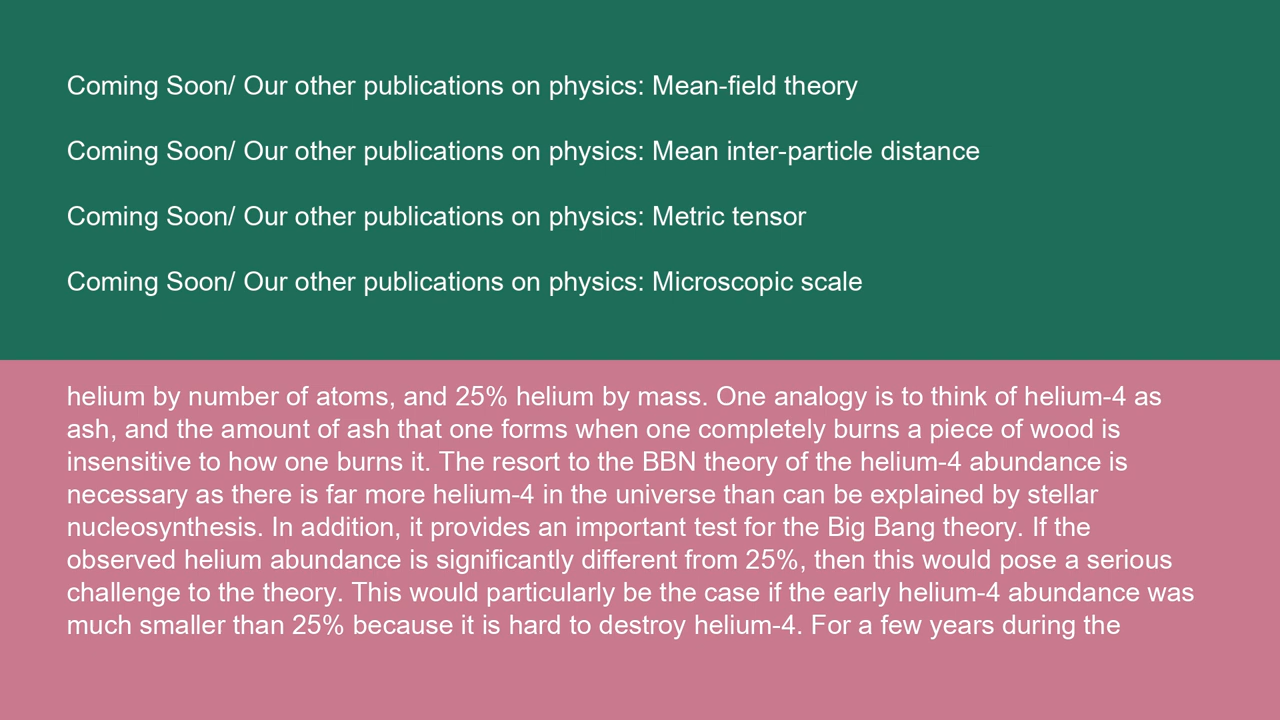 Coming Soon/ Our other publications on physics: Mean-field theory
Coming Soon/ Our other publications on physics: Mean inter-particle distance
Coming Soon/ Our other publications on physics: Metric tensor
Coming Soon/ Our other publications on physics: Microscopic scale
helium by number of atoms, and 25% helium by mass. One analogy is to think of helium-4 as
ash, and the amount of ash that one forms when one completely burns a piece of wood is
insensitive to how one burns it. The resort to the BBN theory of the helium-4 abundance is
necessary as there is far more helium-4 in the universe than can be explained by stellar
nucleosynthesis. In addition, it provides an important test for the Big Bang theory. If the
observed helium abundance is significantly different from 25%, then this would pose a serious
challenge to the theory. This would particularly be the case if the early helium-4 abundance was
much smaller than 25% because it is hard to destroy helium-4. For a few years during the